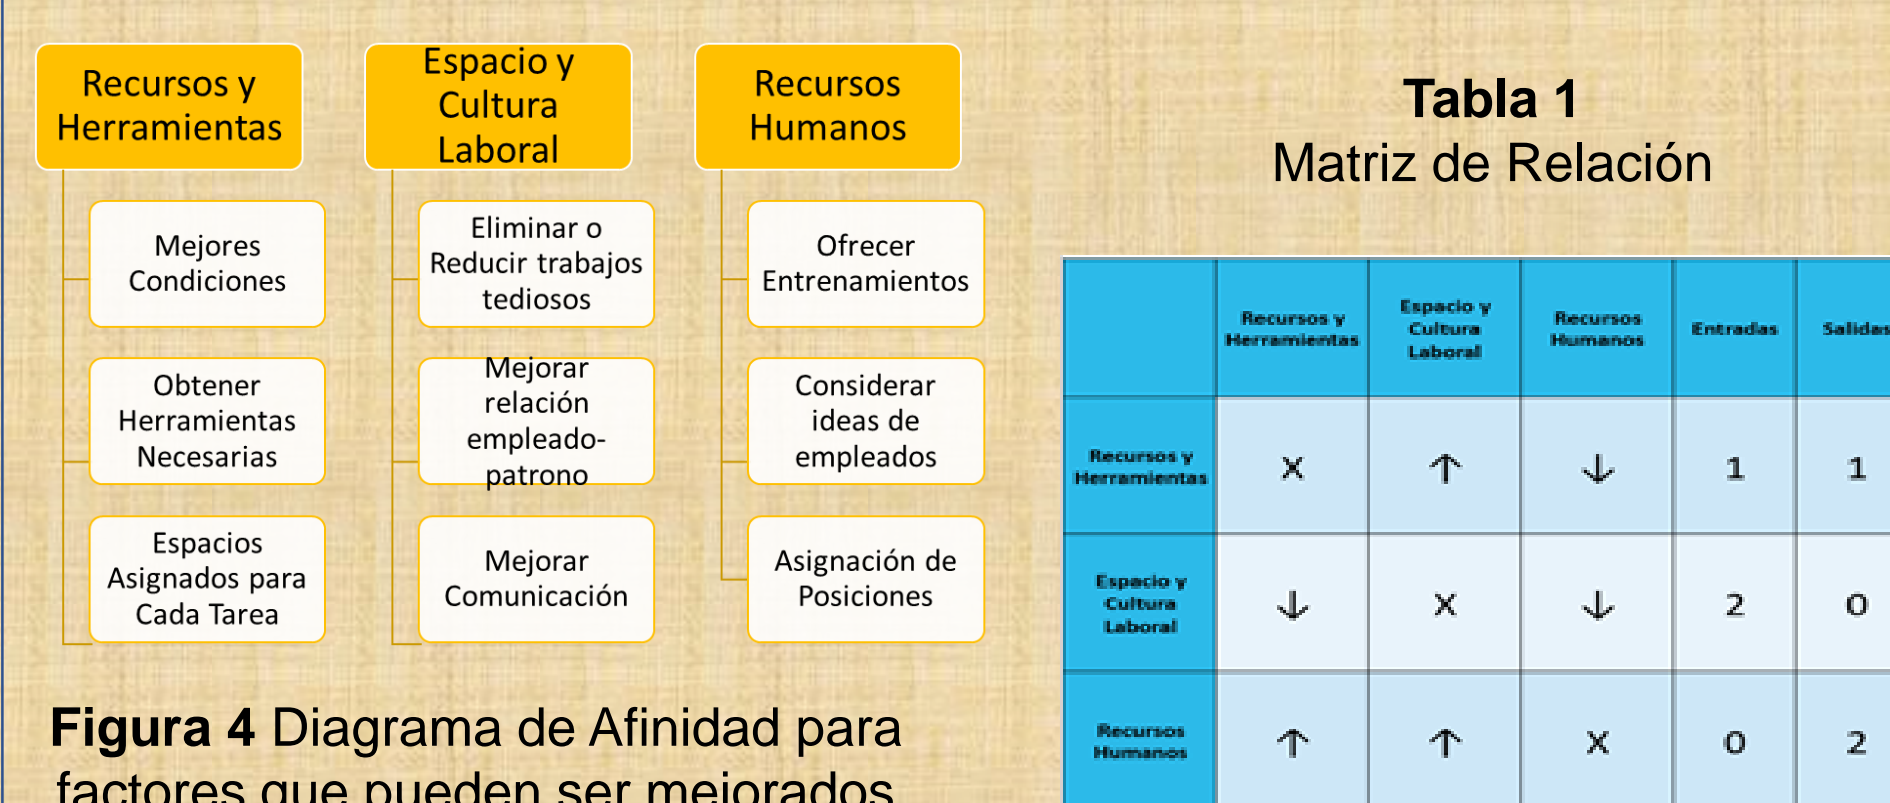 Recursos y
Herramientas
Mejores
Condiciones
Obtener
Herramientas
Necesarias
Espacios
Asignados para
Cada Tarea
Espacio y
Cultura
Laboral
Eliminar o
Reducir trabajos
tediosos
Mejorar
relación
empleado-
patrono
Mejorar
Comunicación
Recursos
Humanos
Ofrecer
Entrenamientos
Considerar
ideas de
empleados
Asignación de
Posiciones
Figura 4 Diagrama de Afinidad para
factores que pueden ser mejorados
Tabla 1
Matriz de Relación
Recursos y
Herramientas
Espacio y
Cultura
Laboral
Recursos
Humanos
Entradas
Salidas
Recursos y
Herramientas
X ↑ ↓ 1 1
Espacio y
Cultura
Laboral
↓ X ↓ 2 0
Recursos
Humanos
↑ ↑ X 0 2